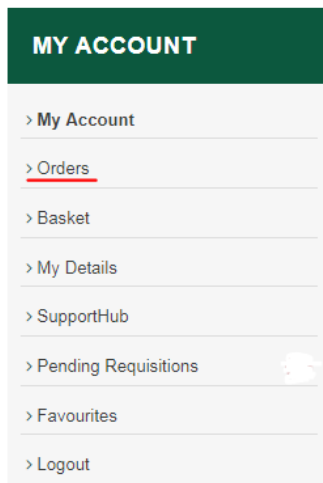 MY ACCOUNT
> My Account
> Orders
> Basket
> My Details
> SupportHub
> Pending Requisitions
> Favourites
> Logout